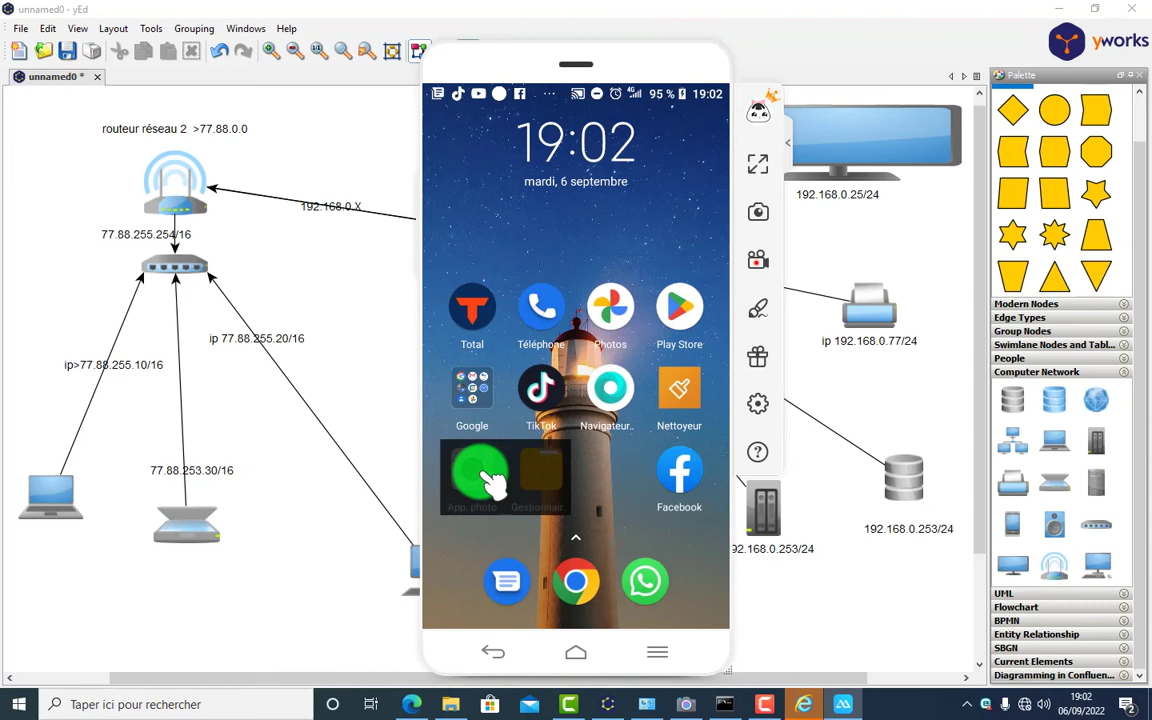 unnamed0 - yEd
File Edit View Layout Tools Grouping Windows Help
yworks
unnamed0 *
Palette
routeur réseau 2 >77.88.0.0
192.168.0.X
77.88.255.254/16
ip 77.88.255.20/16
ip>77.88.255.10/16
77.88.253.30/16
95 % 19:02
19:02
mardi, 6 septembre
Total Téléphone Photos Play Store
Google TikTok Navigateur.. Nettoyeur
App. photo Gestionnair.. Facebook
192.168.0.25/24
ip 192.168.0.77/24
192.168.0.253/24
92.168.0.253/24
Modern Nodes
Edge Types
Group Nodes
Swimlane Nodes and Tabl...
People
Computer Network
UML
Flowchart
BPMN
Entity Relationship
SBGN
Current Elements
Diagramming in Confluen...
Taper ici pour rechercher
19:02
06/09/2022